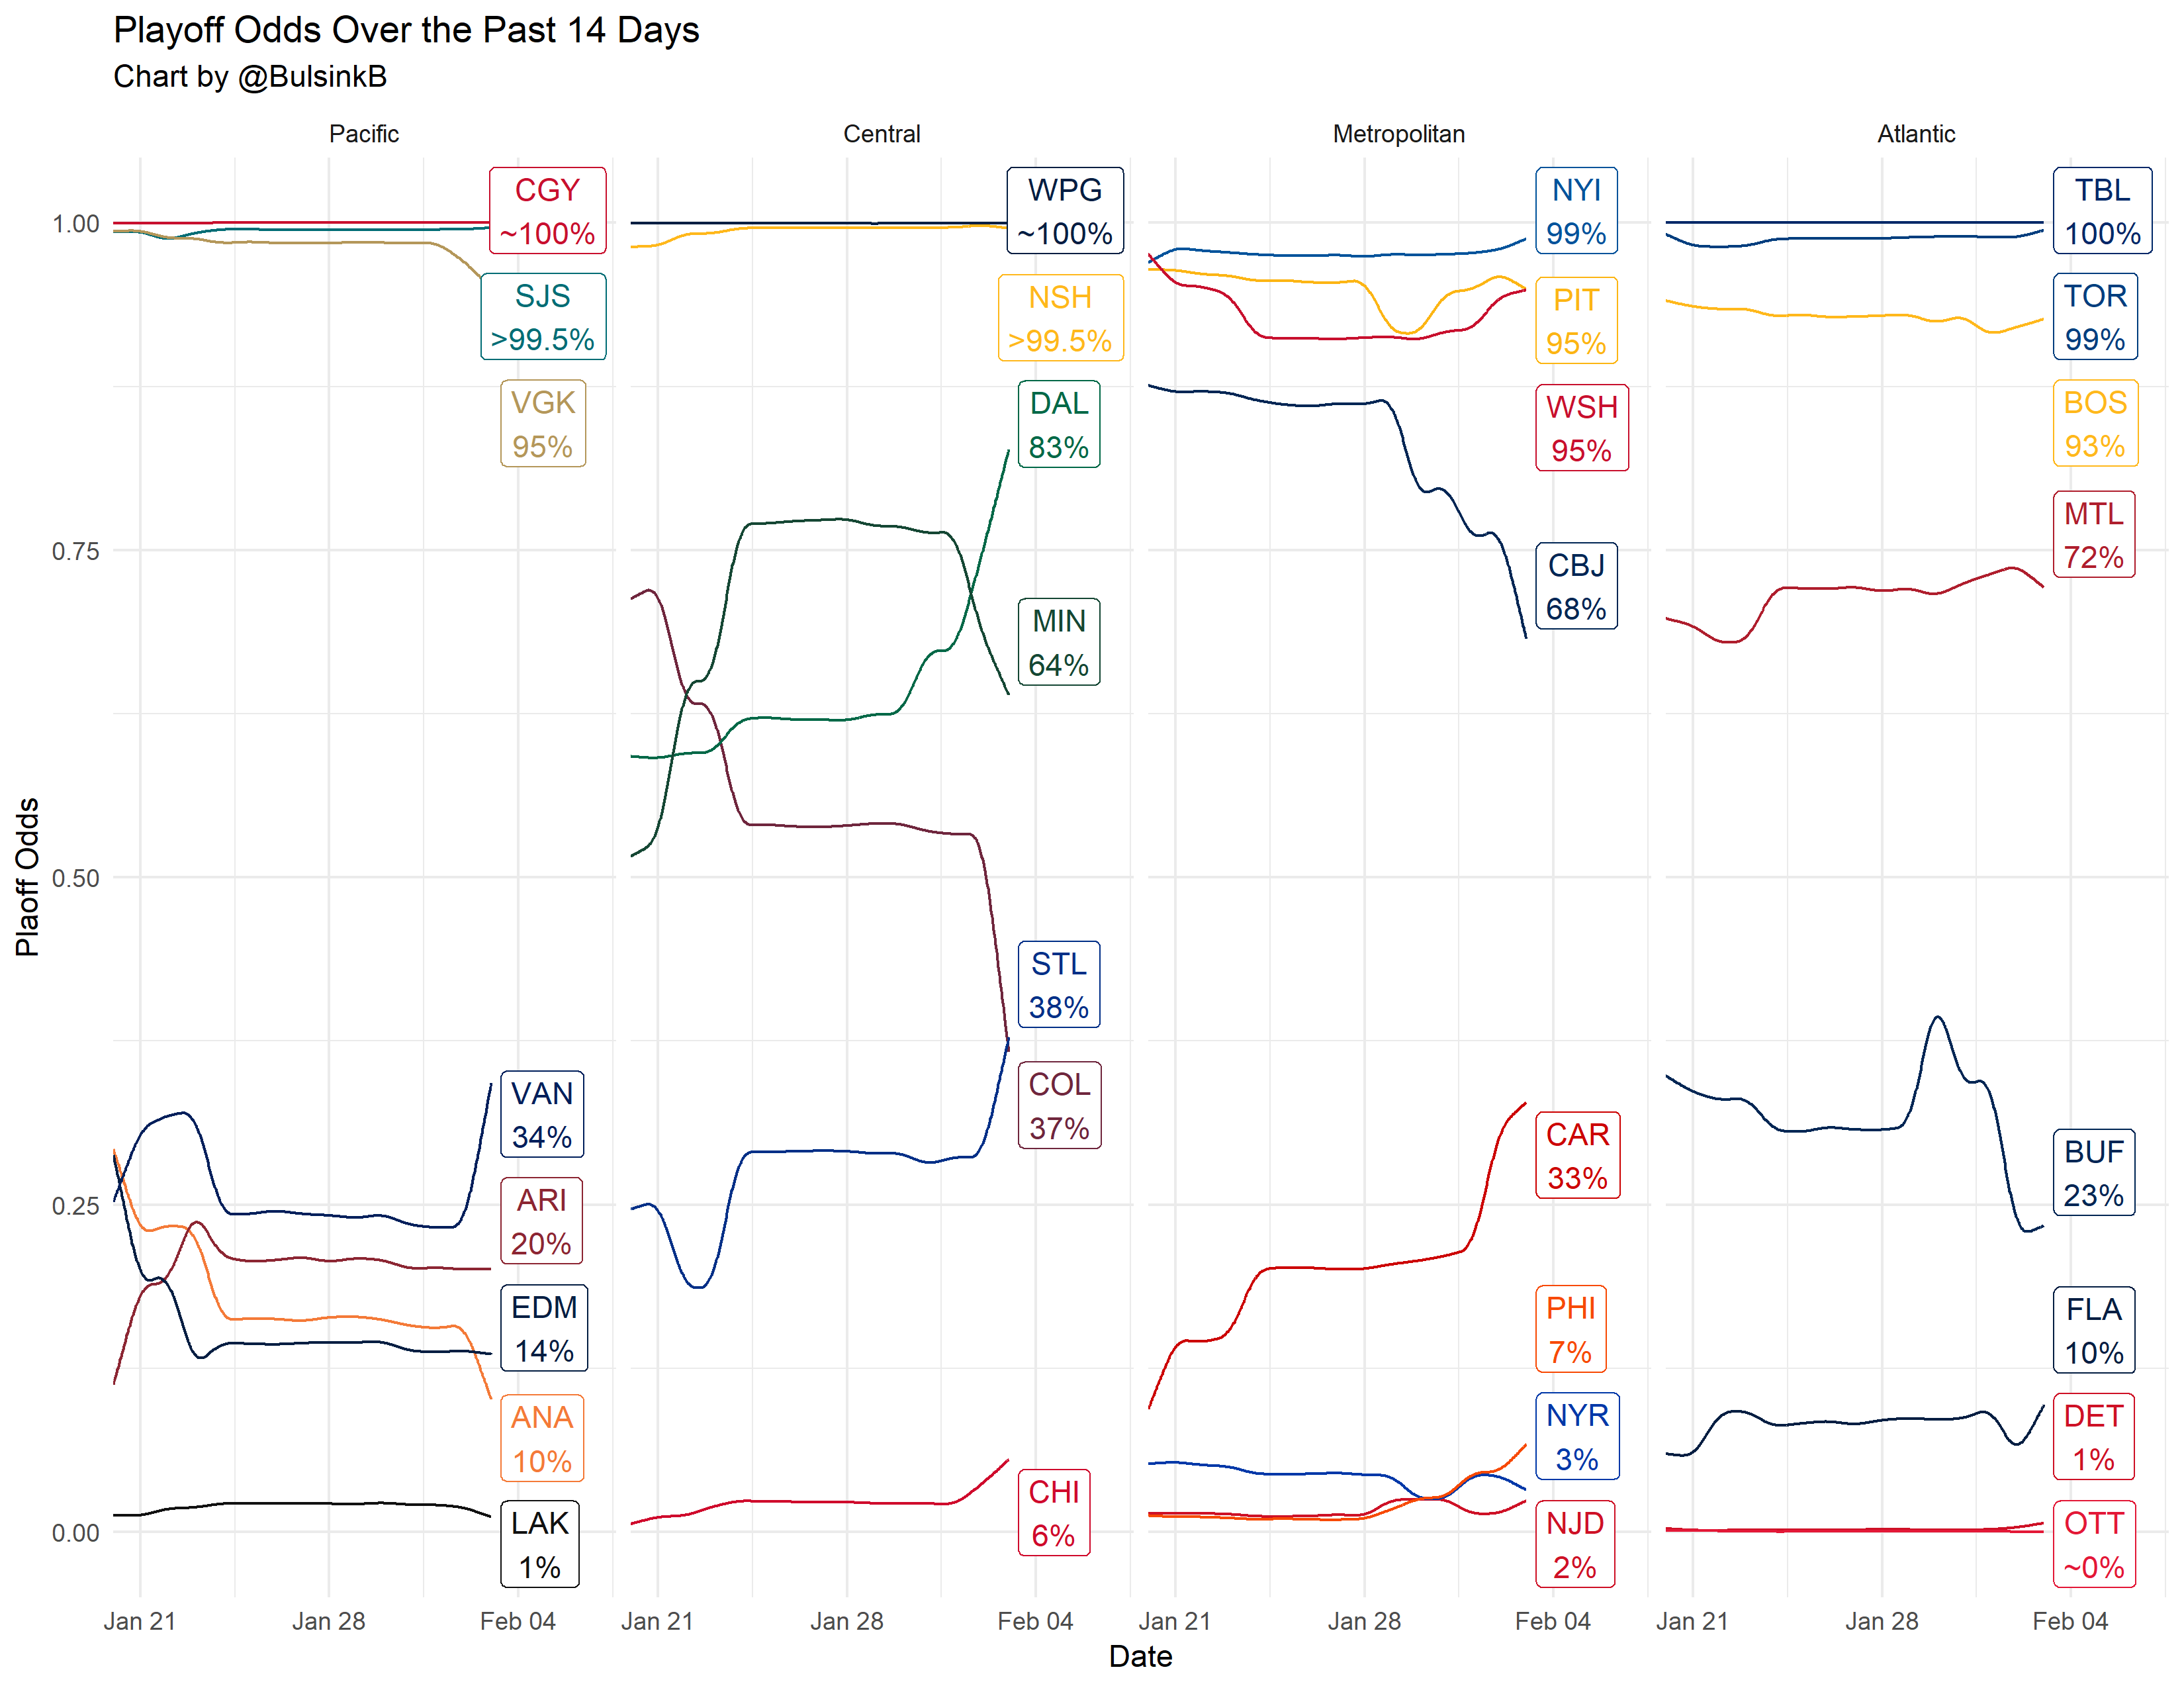 Playoff Odds Over the Past 14 Days
Chart by @BulsinkB
Pacific
Central
Metropolitan
Atlantic
Plaoff Odds
1.00
0.75
0.50
0.25
0.00
CGY
~100%
SJS
>99.5%
VGK
95%
VAN
34%
ARI
20%
EDM
14%
ANA
10%
LAK
1%
WPG
~100%
NSH
>99.5%
DAL
83%
MIN
64%
STL
38%
COL
37%
CHI
6%
NYI
99%
PIT
95%
WSH
95%
CBJ
68%
CAR
33%
PHI
7%
NYR
3%
NJD
2%
TBL
100%
TOR
99%
BOS
93%
MTL
72%
BUF
23%
FLA
10%
DET
1%
OTT
~0%
Jan 21
Jan 28
Feb 04
Jan 21
Jan 28
Feb 04
Jan 21
Jan 28
Feb 04
Jan 21
Jan 28
Feb 04
Date